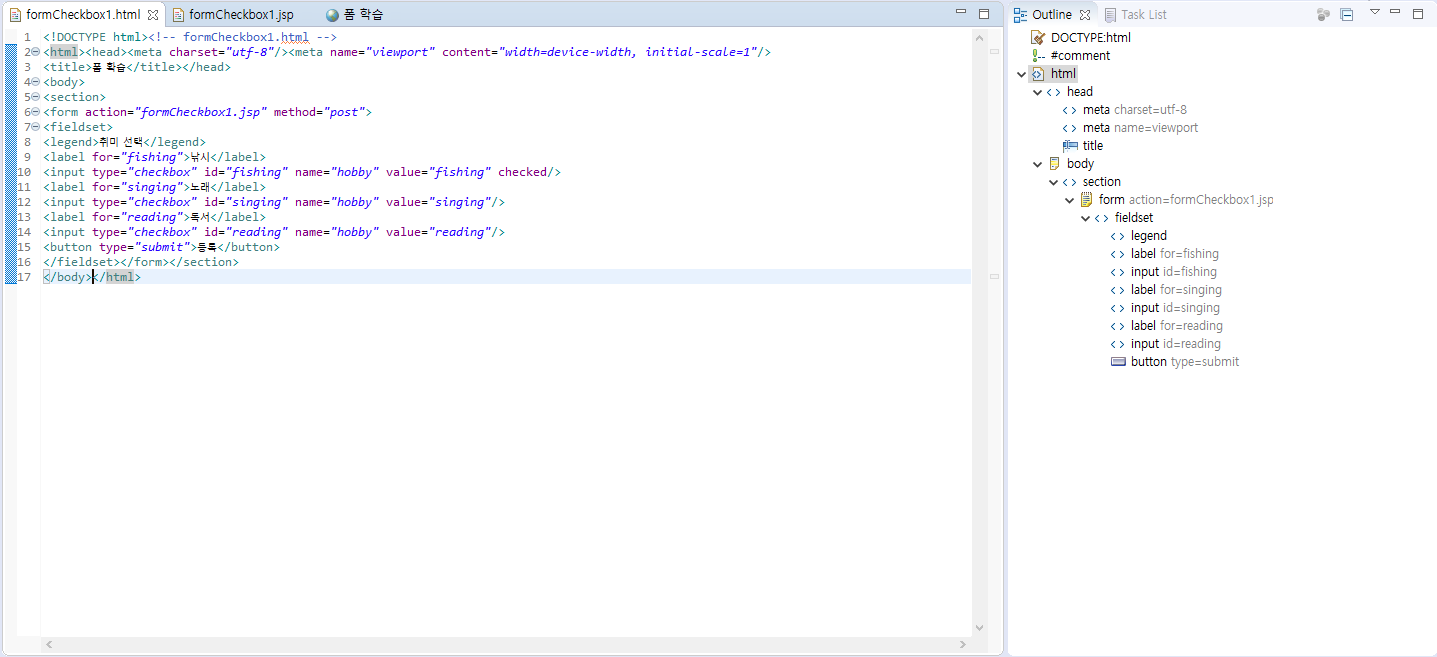 formCheckbox1.html formCheckbox1.jsp 폼 학습
1 <!DOCTYPE html><!-- formCheckbox1.html -->
2 <html><head><meta charset="utf-8"/><meta name="viewport" content="width=device-width, initial-scale=1"/>
3 <title>폼 학습</title></head>
4 <body>
5 <section>
6 <form action="formCheckbox1.jsp" method="post">
7 <fieldset>
8 <legend>취미 선택</legend>
9 <label for="fishing">낚시</label>
10 <input type="checkbox" id="fishing" name="hobby" value="fishing" checked/>
11 <label for="singing">노래</label>
12 <input type="checkbox" id="singing" name="hobby" value="singing"/>
13 <label for="reading">독서</label>
14 <input type="checkbox" id="reading" name="hobby" value="reading"/>
15 <button type="submit">등록</button>
16 </fieldset></form></section>
17 </body></html>
Outline Task List
DOCTYPE:html
#comment
html
head
meta charset=utf-8
meta name=viewport
title
body
section
form action=formCheckbox1.jsp
fieldset
legend
label for=fishing
input id=fishing
label for=singing
input id=singing
label for=reading
input id=reading
button type=submit